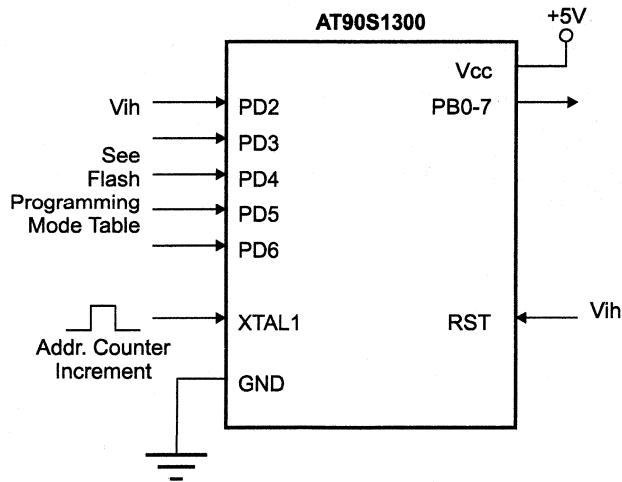 AT90S1300
+5V
Vcc
Vih
PD2
PB0-7
PD3
See
Flash
Programming
Mode Table
PD4
PD5
PD6
XTAL1
RST
Vih
Addr. Counter
Increment
GND